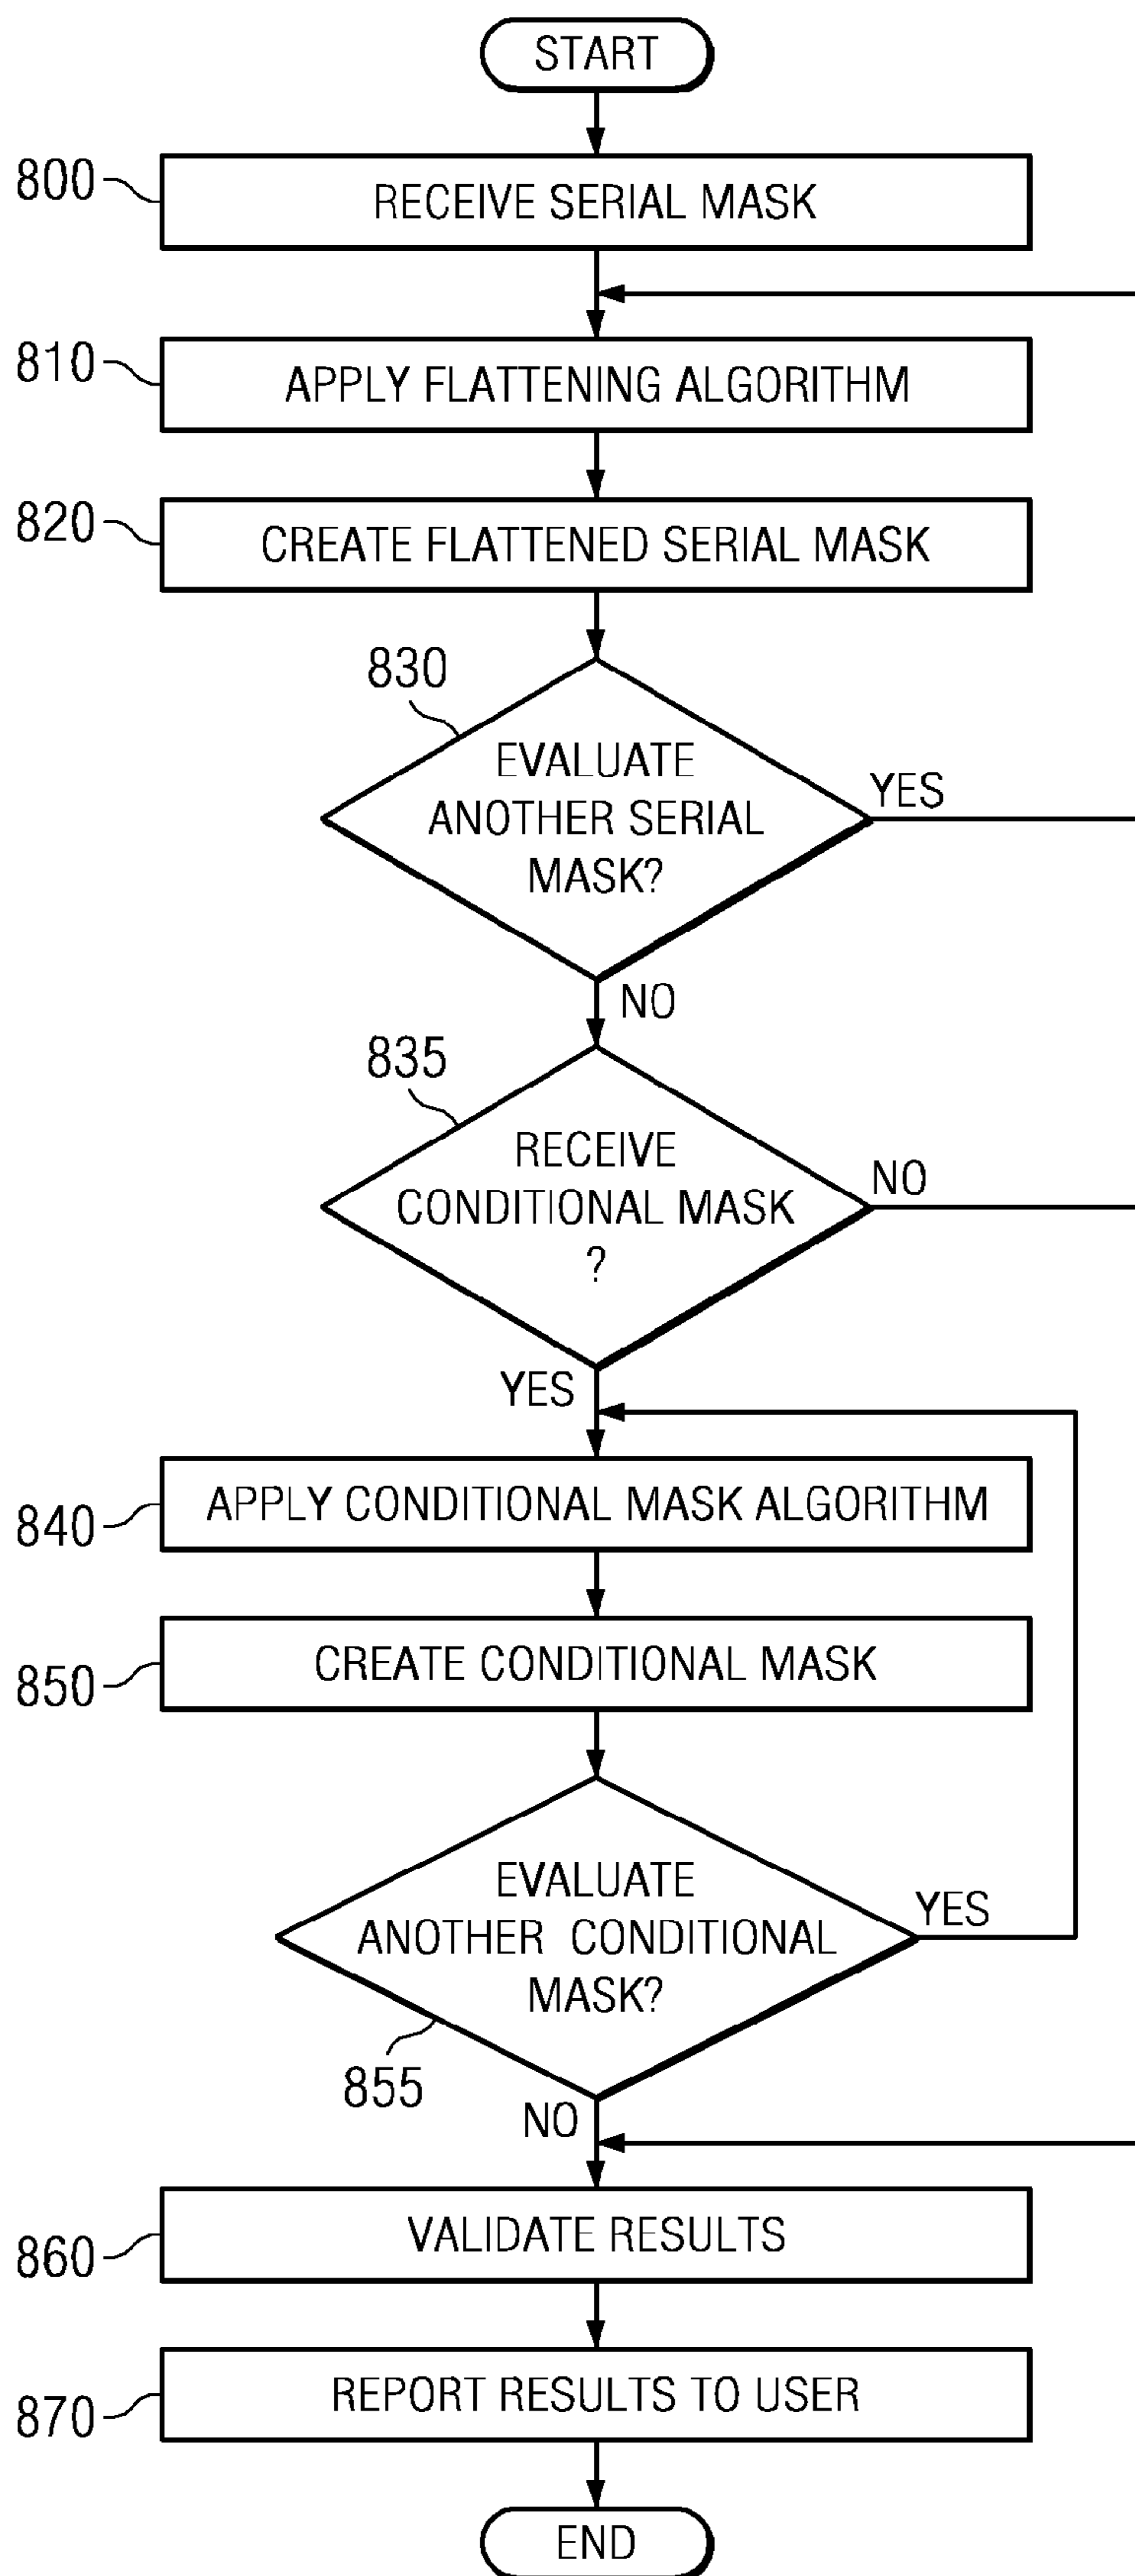 START
800
RECEIVE SERIAL MASK
810
APPLY FLATTENING ALGORITHM
820
CREATE FLATTENED SERIAL MASK
830
EVALUATE
ANOTHER SERIAL
MASK?
YES
NO
835
RECEIVE
CONDITIONAL MASK
?
NO
YES
840
APPLY CONDITIONAL MASK ALGORITHM
850
CREATE CONDITIONAL MASK
EVALUATE
ANOTHER CONDITIONAL
MASK?
YES
855
NO
860
VALIDATE RESULTS
870
REPORT RESULTS TO USER
END